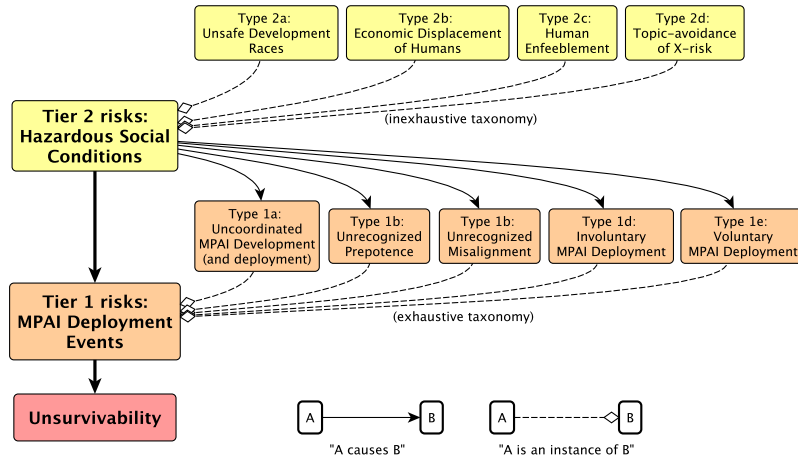 Type 2a:
Unsafe Development
Races
Type 2b:
Economic Displacement
of Humans
Type 2c:
Human
Enfeeblement
Type 2d:
Topic-avoidance
of X-risk
Tier 2 risks:
Hazardous Social
Conditions
(inexhaustive taxonomy)
Type 1a:
Uncoordinated
MPAI Development
(and deployment)
Type 1b:
Unrecognized
Prepotence
Type 1b:
Unrecognized
Misalignment
Type 1d:
Involuntary
MPAI Deployment
Type 1e:
Voluntary
MPAI Deployment
Tier 1 risks:
MPAI Deployment
Events
(exhaustive taxonomy)
Unsurvivability
A
B
"A causes B"
A
B
"A is an instance of B"